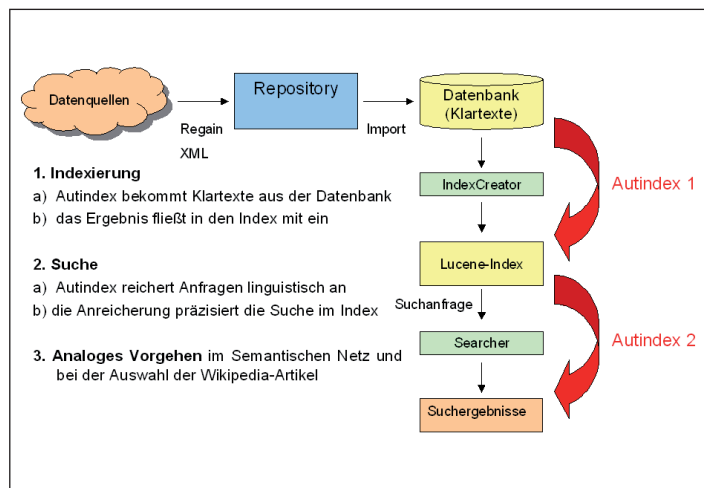 Datenquellen
Regain
XML
Repository
Import
Datenbank
(Klartexte)
1. Indexierung
a) Autindex bekommt Klartexte aus der Datenbank
b) das Ergebnis fließt in den Index mit ein
IndexCreator
Autindex 1
2. Suche
a) Autindex reichert Anfragen linguistisch an
b) die Anreicherung präzisiert die Suche im Index
Lucene-Index
Suchanfrage
Searcher
Autindex 2
3. Analoges Vorgehen im Semantischen Netz und
bei der Auswahl der Wikipedia-Artikel
Suchergebnisse